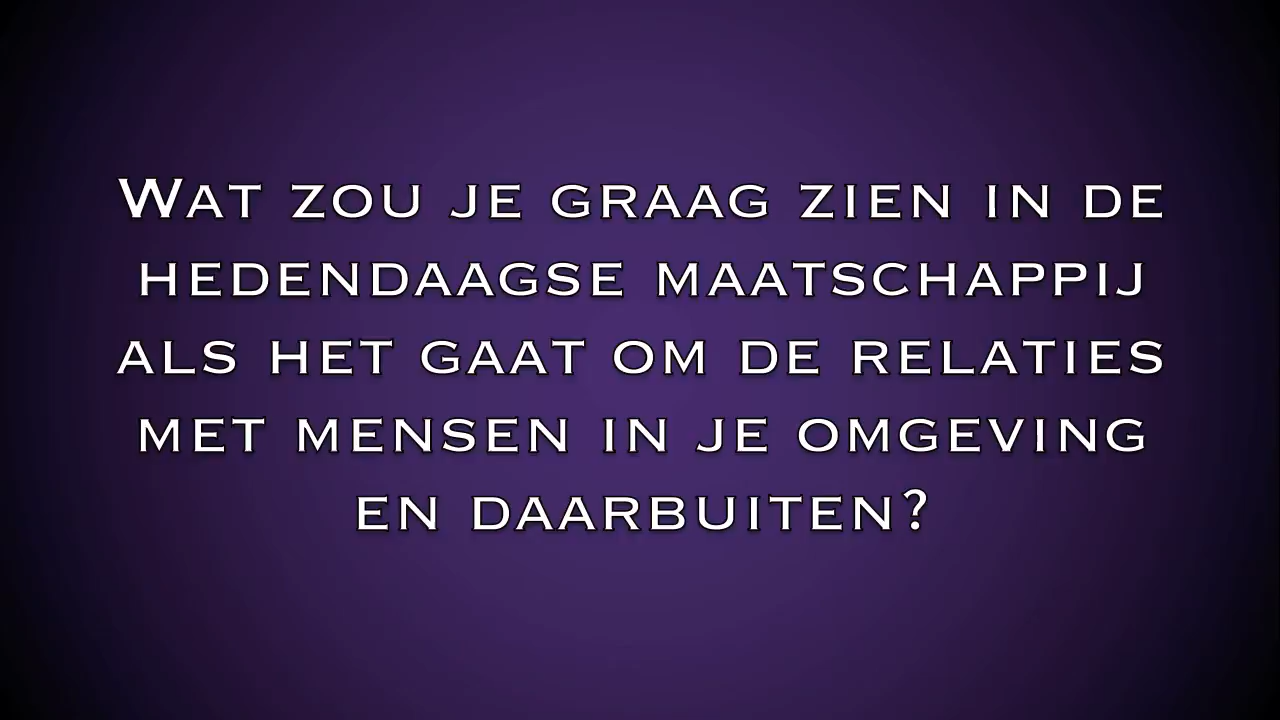 Wat zou je graag zien in de
hedendaagse maatschappij
als het gaat om de relaties
met mensen in je omgeving
en daarbuiten?